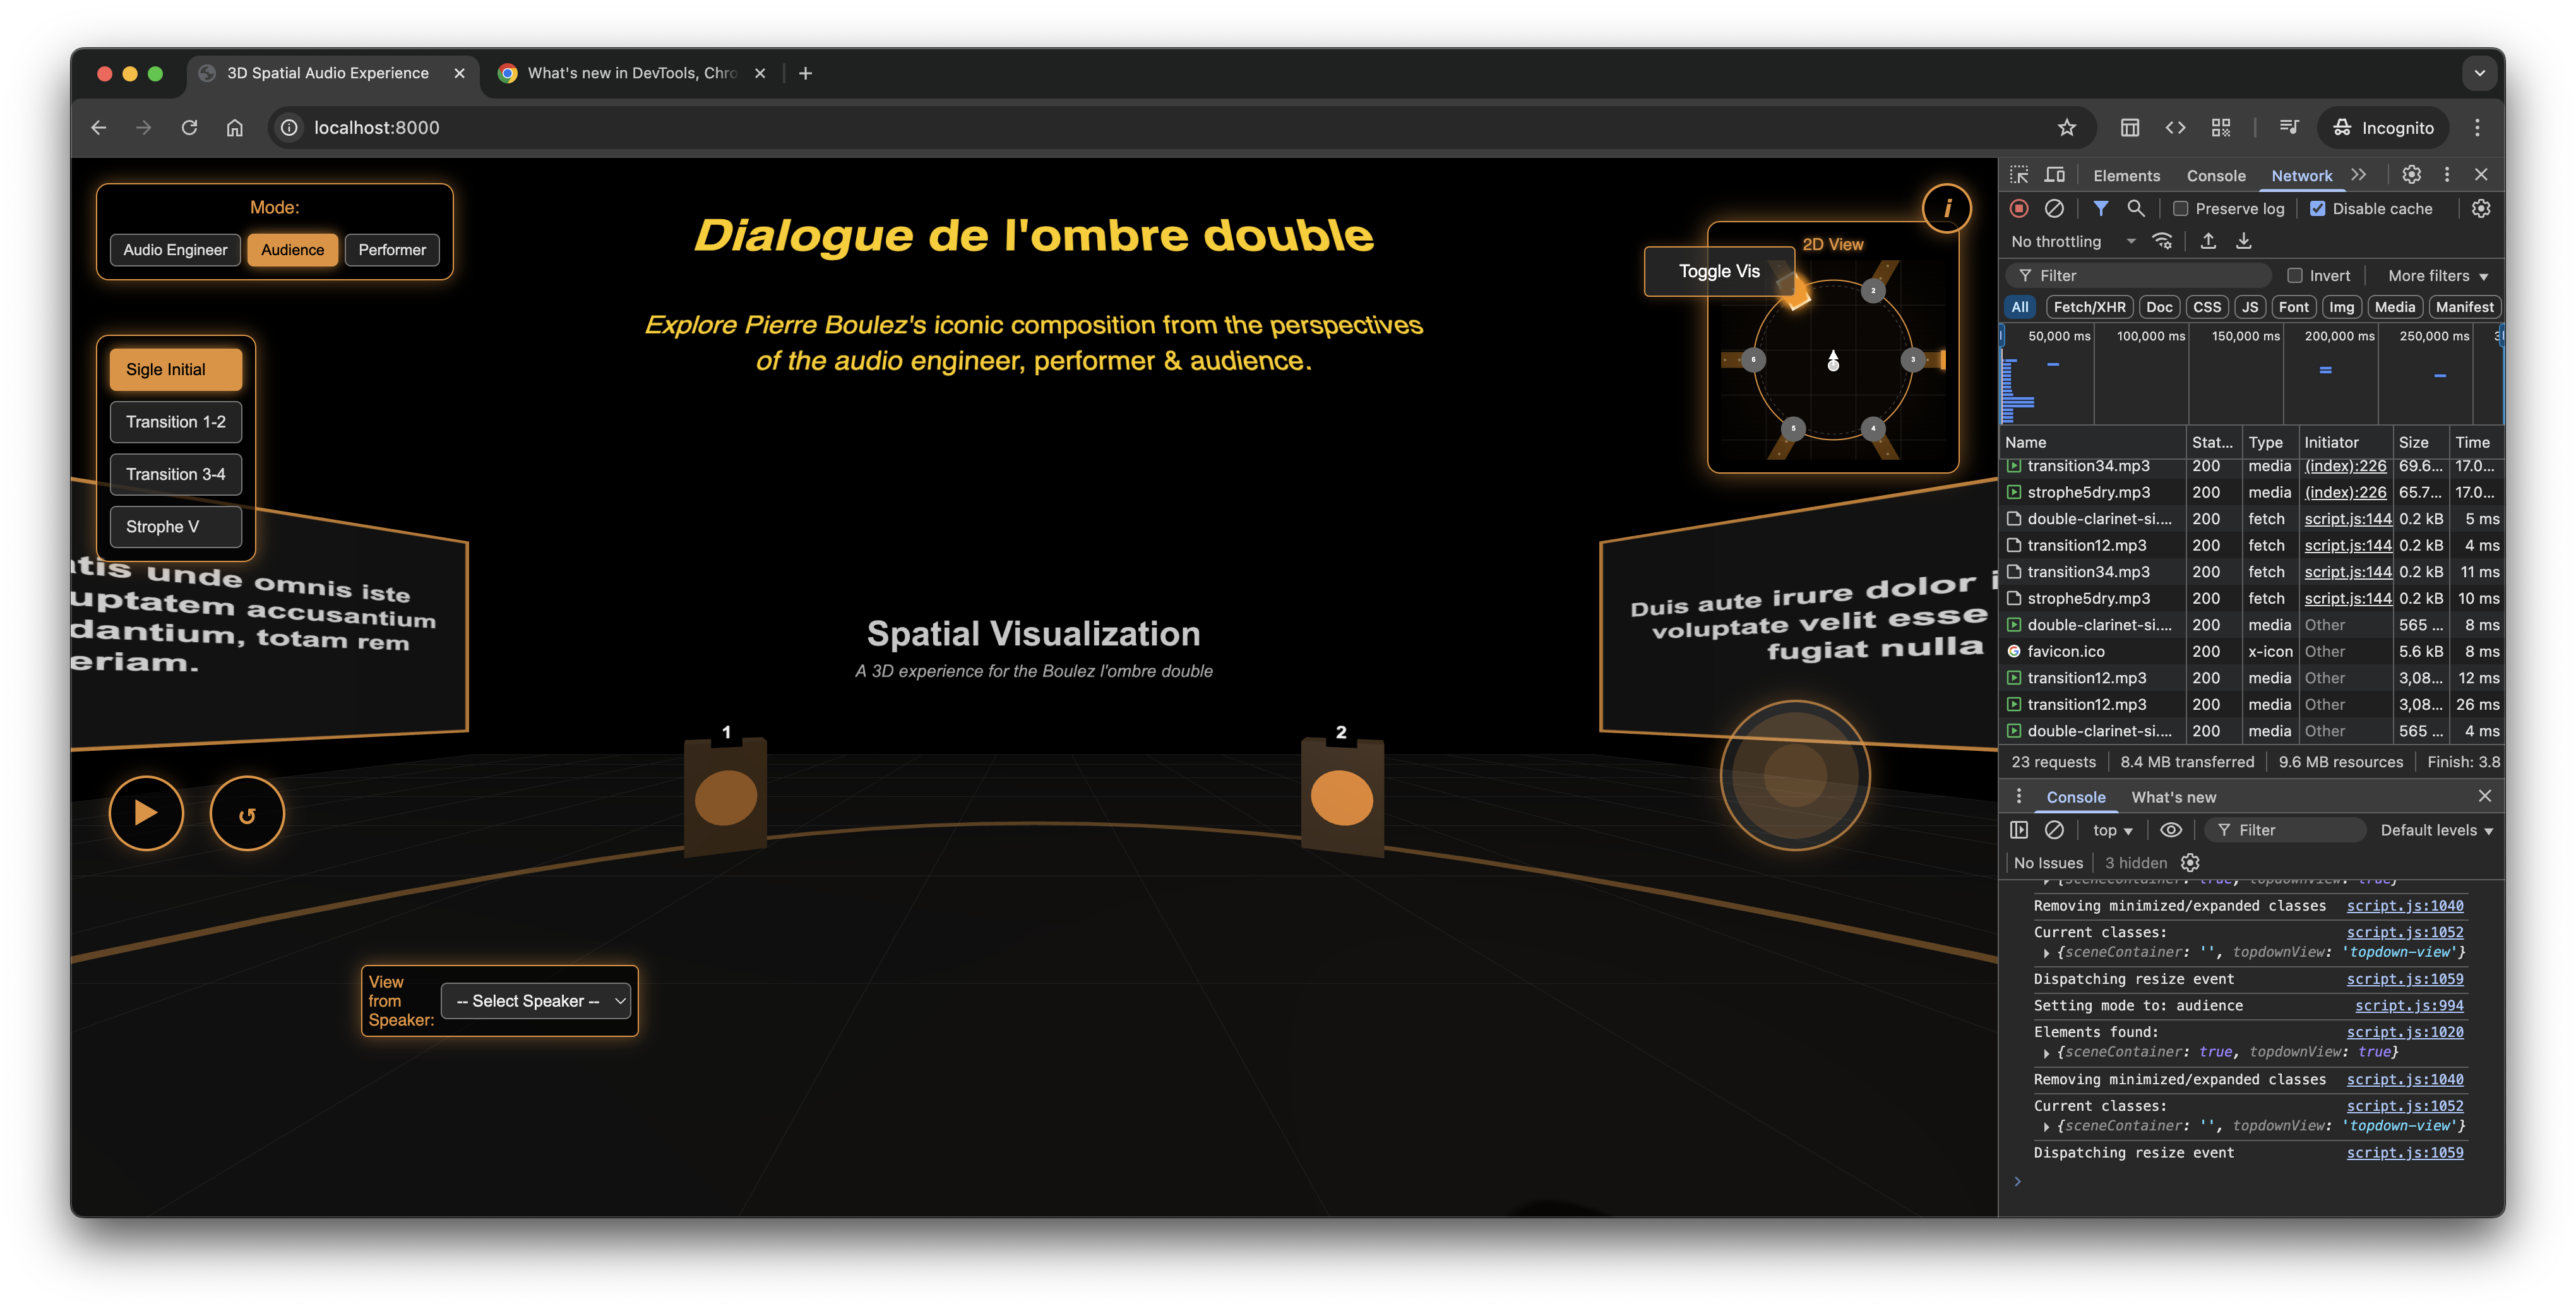 3D Spatial Audio Experience
What's new in DevTools, Chro
localhost:8000
Incognito
Mode:
Audio Engineer
Audience
Performer
Sigle Initial
Transition 1-2
Transition 3-4
Strophe V
Dialogue de l'ombre double
Explore Pierre Boulez's iconic composition from the perspectives
of the audio engineer, performer & audience.
i
2D View
Toggle Vis
2
3
4
5
6
unde omnis iste
accusantium
totam rem
Duis aute irure dolor
voluptate velit esse
fugiat nulla
Spatial Visualization
A 3D experience for the Boulez l'ombre double
1
2
View
from
Speaker:
-- Select Speaker --
Elements Console Network
Preserve log Disable cache
No throttling
Filter Invert More filters
All Fetch/XHR Doc CSS JS Font Img Media Manifest
50,000 ms 100,000 ms 150,000 ms 200,000 ms 250,000 ms
Name Stat... Type Initiator Size Time
transition34.mp3 200 media (index):226 69.6... 17.0...
strophe5dry.mp3 200 media (index):226 65.7... 17.0...
double-clarinet-si.... 200 fetch script.js:144 0.2 kB 5 ms
transition12.mp3 200 fetch script.js:144 0.2 kB 4 ms
transition34.mp3 200 fetch script.js:144 0.2 kB 11 ms
strophe5dry.mp3 200 fetch script.js:144 0.2 kB 10 ms
double-clarinet-si.... 200 media Other 565 ... 8 ms
favicon.ico 200 x-icon Other 5.6 kB 8 ms
transition12.mp3 200 media Other 3,08... 12 ms
transition12.mp3 200 media Other 3,08... 26 ms
double-clarinet-si.... 200 media Other 565 ... 4 ms
23 requests 8.4 MB transferred 9.6 MB resources Finish: 3.8
Console What's new
top Filter Default levels
No Issues 3 hidden
{sceneContainer: true, topdownView: true}
Removing minimized/expanded classes script.js:1040
Current classes: script.js:1052
{sceneContainer: '', topdownView: 'topdown-view'}
Dispatching resize event script.js:1059
Setting mode to: audience script.js:994
Elements found: script.js:1020
{sceneContainer: true, topdownView: true}
Removing minimized/expanded classes script.js:1040
Current classes: script.js:1052
{sceneContainer: '', topdownView: 'topdown-view'}
Dispatching resize event script.js:1059